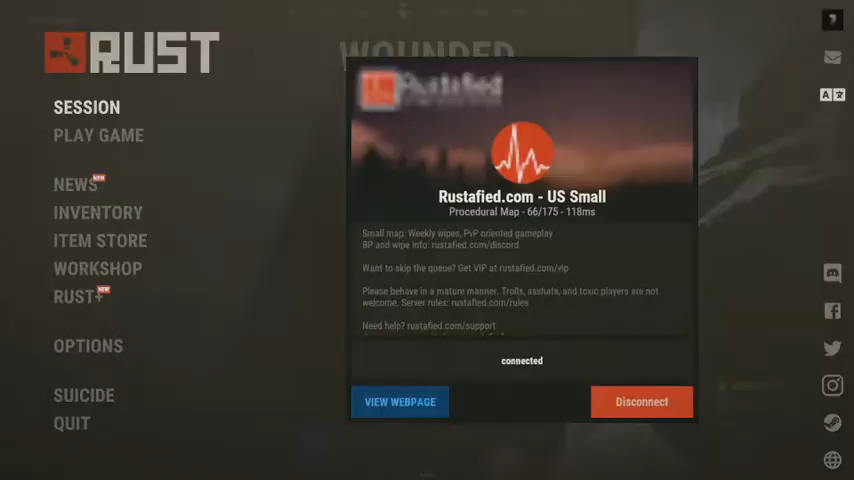 RUST
WOUNDED
SESSION
PLAY GAME
NEWS NEW
INVENTORY
ITEM STORE
WORKSHOP
RUST+ NEW
OPTIONS
SUICIDE
QUIT
Rustafied
Rustafied.com - US Small
Procedural Map - 66/175 - 118ms
Small map: Weekly wipes, PvP oriented gameplay
BP and wipe info: rustafied.com/discord
Want to skip the queue? Get VIP at rustafied.com/vip
Please behave in a mature manner. Trolls, asshats, and toxic players are not
welcome. Server rules: rustafied.com/rules
Need help? rustafied.com/support
connected
VIEW WEBPAGE
Disconnect
A